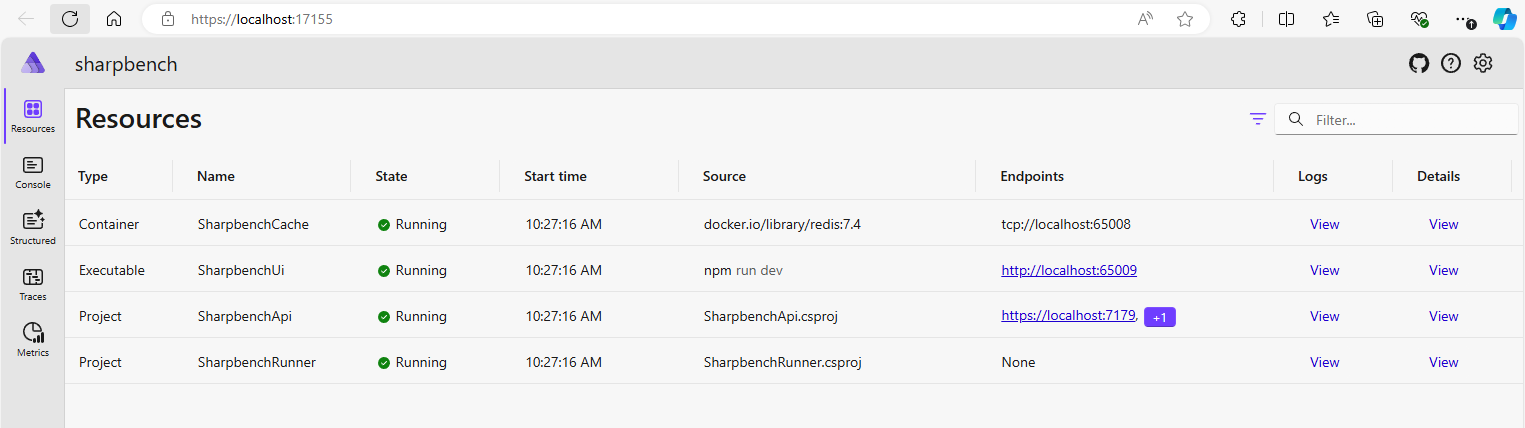 https://localhost:17155
sharpbench
Resources
Filter...
Resources
Console
Structured
Traces
Metrics
Type Name State Start time Source Endpoints Logs Details
Container SharpbenchCache Running 10:27:16 AM docker.io/library/redis:7.4 tcp://localhost:65008 View View
Executable SharpbenchUi Running 10:27:16 AM npm run dev http://localhost:65009 View View
Project SharpbenchApi Running 10:27:16 AM SharpbenchApi.csproj https://localhost:7179, +1 View View
Project SharpbenchRunner Running 10:27:16 AM SharpbenchRunner.csproj None View View